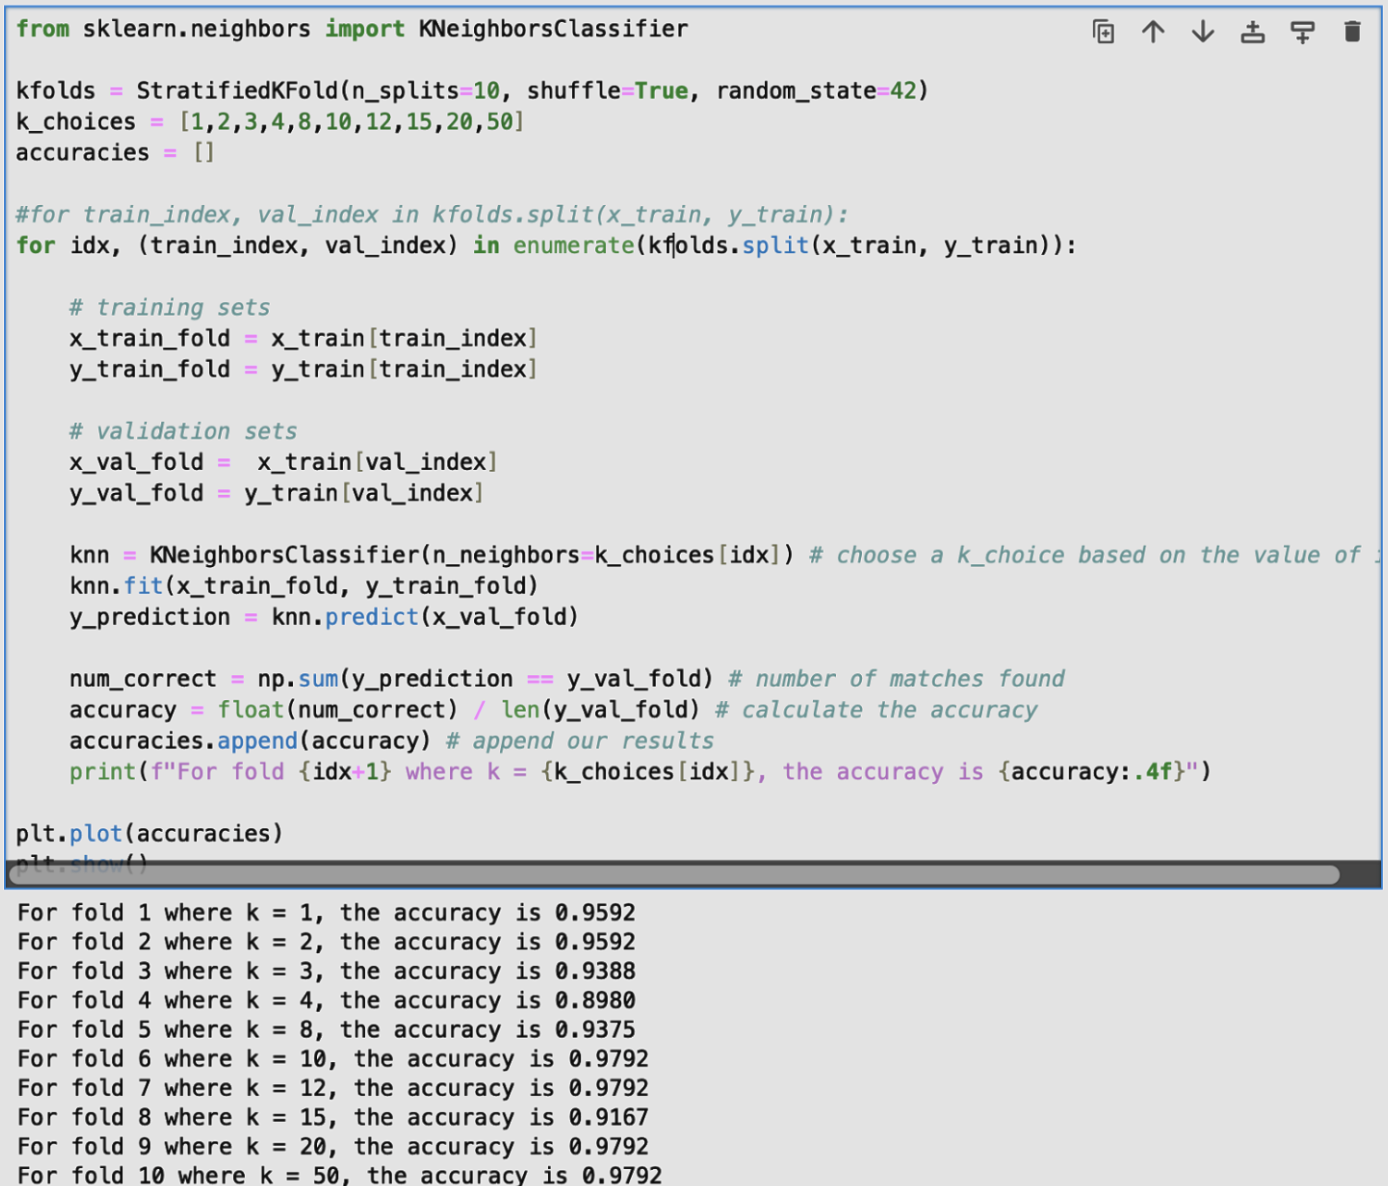 from sklearn.neighbors import KNeighborsClassifier
kfolds = StratifiedKFold(n_splits=10, shuffle=True, random_state=42)
k_choices = [1,2,3,4,8,10,12,15,20,50]
accuracies = []
#for train_index, val_index in kfolds.split(x_train, y_train):
for idx, (train_index, val_index) in enumerate(kfolds.split(x_train, y_train)):
    # training sets
    x_train_fold = x_train[train_index]
    y_train_fold = y_train[train_index]
    # validation sets
    x_val_fold =  x_train[val_index]
    y_val_fold = y_train[val_index]
    knn = KNeighborsClassifier(n_neighbors=k_choices[idx]) # choose a k_choice based on the value of
    knn.fit(x_train_fold, y_train_fold)
    y_prediction = knn.predict(x_val_fold)
    num_correct = np.sum(y_prediction == y_val_fold) # number of matches found
    accuracy = float(num_correct) / len(y_val_fold) # calculate the accuracy
    accuracies.append(accuracy) # append our results
    print(f"For fold {idx+1} where k = {k_choices[idx]}, the accuracy is {accuracy:.4f}")
plt.plot(accuracies)
plt.show()
For fold 1 where k = 1, the accuracy is 0.9592
For fold 2 where k = 2, the accuracy is 0.9592
For fold 3 where k = 3, the accuracy is 0.9388
For fold 4 where k = 4, the accuracy is 0.8980
For fold 5 where k = 8, the accuracy is 0.9375
For fold 6 where k = 10, the accuracy is 0.9792
For fold 7 where k = 12, the accuracy is 0.9792
For fold 8 where k = 15, the accuracy is 0.9167
For fold 9 where k = 20, the accuracy is 0.9792
For fold 10 where k = 50, the accuracy is 0.9792